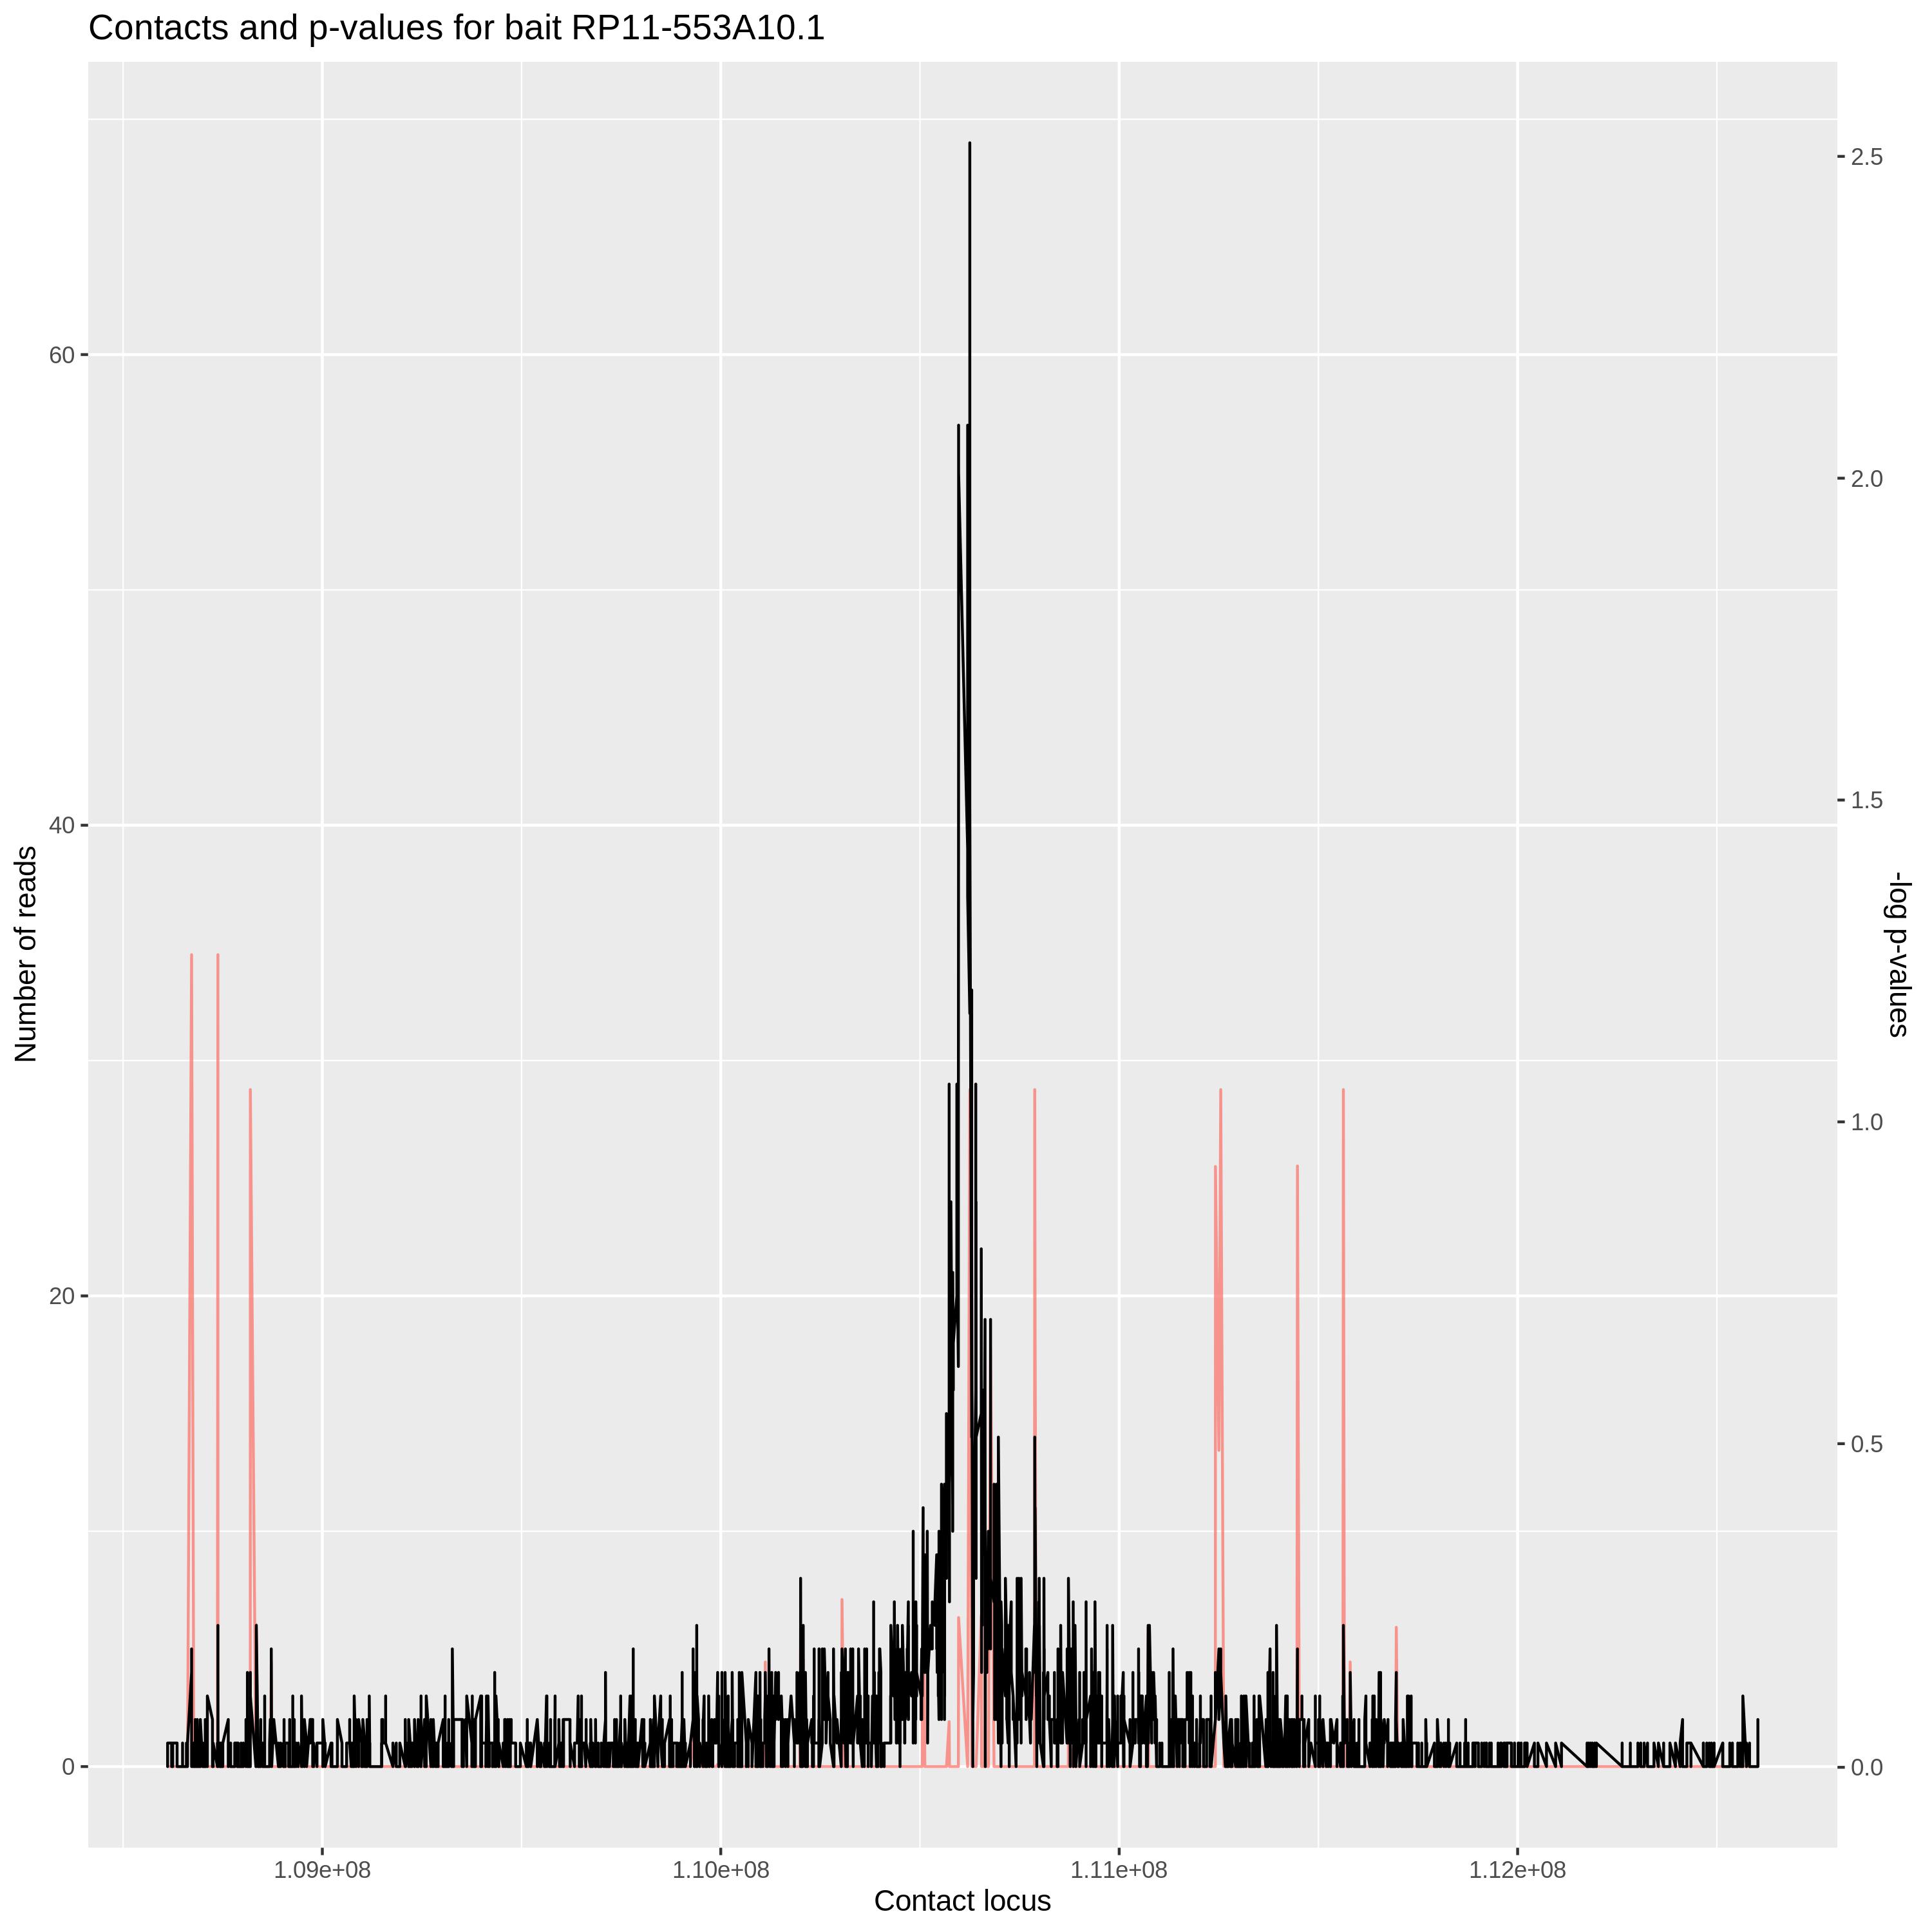 Contacts and p-values for bait RP11-553A10.1
60
40
20
0
Number of reads
2.5
2.0
1.5
1.0
0.5
0.0
-log p-values
1.09e+08
1.10e+08
1.11e+08
1.12e+08
Contact locus